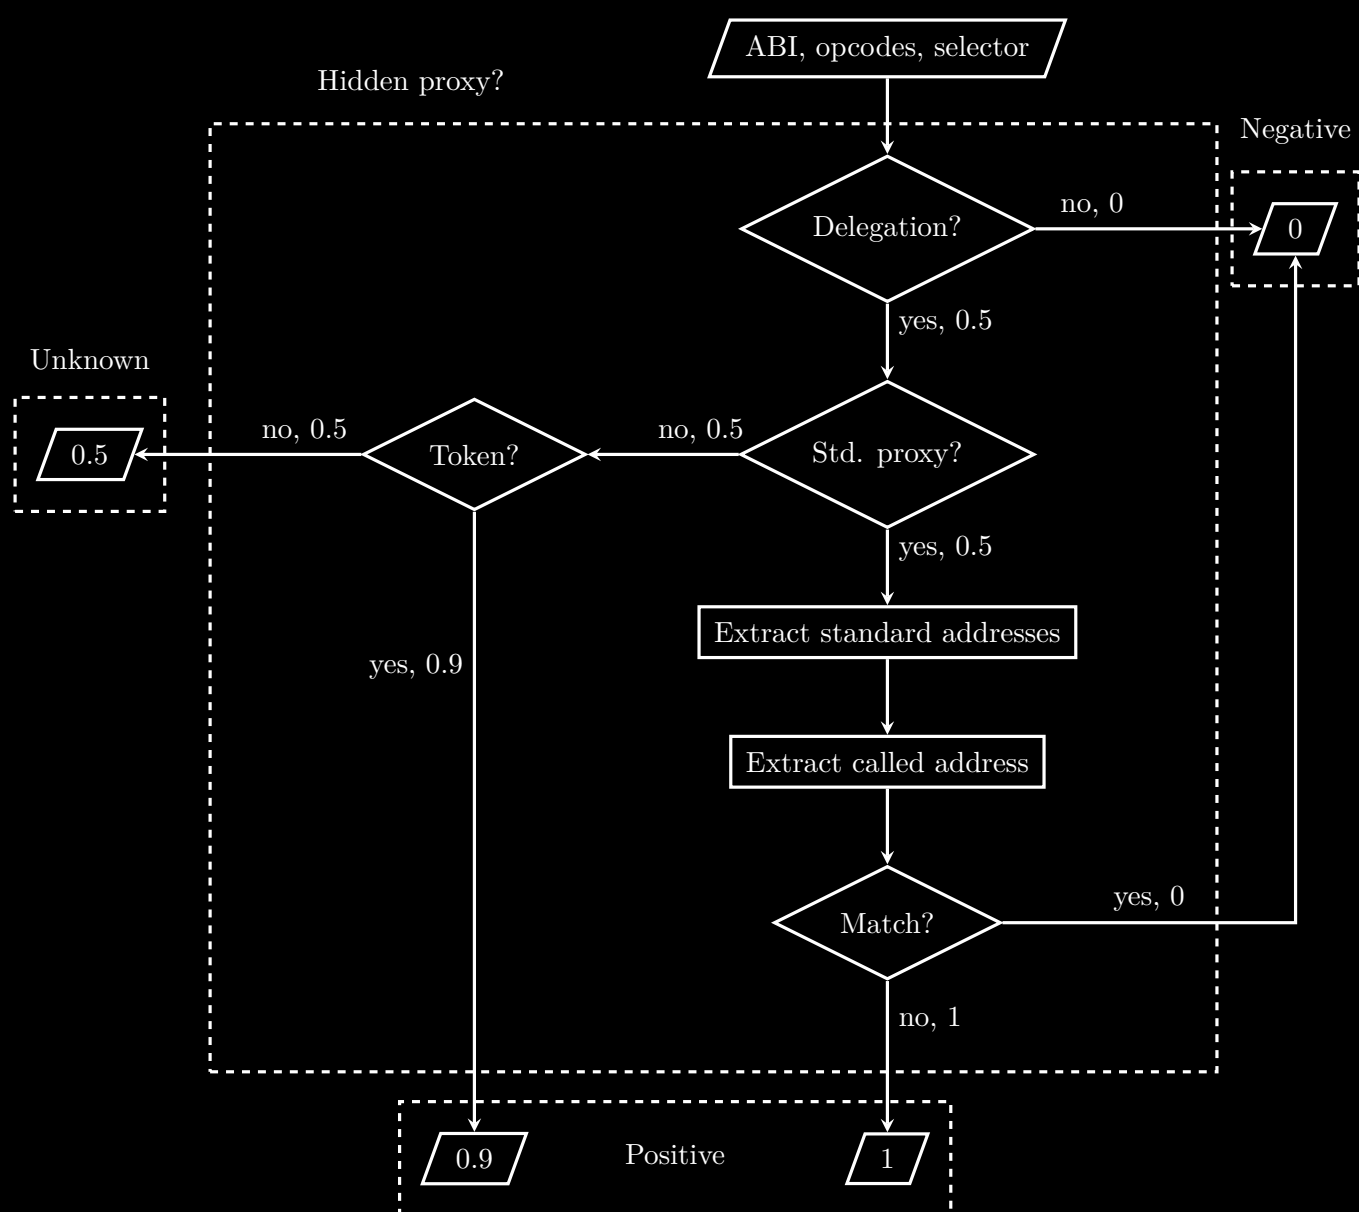 ABI, opcodes, selector
Hidden proxy?
Negative
no, 0
Delegation?
0
yes, 0.5
Unknown
no, 0.5
no, 0.5
0.5
Token?
Std. proxy?
yes, 0.5
Extract standard addresses
yes, 0.9
Extract called address
yes, 0
Match?
no, 1
0.9
Positive
1